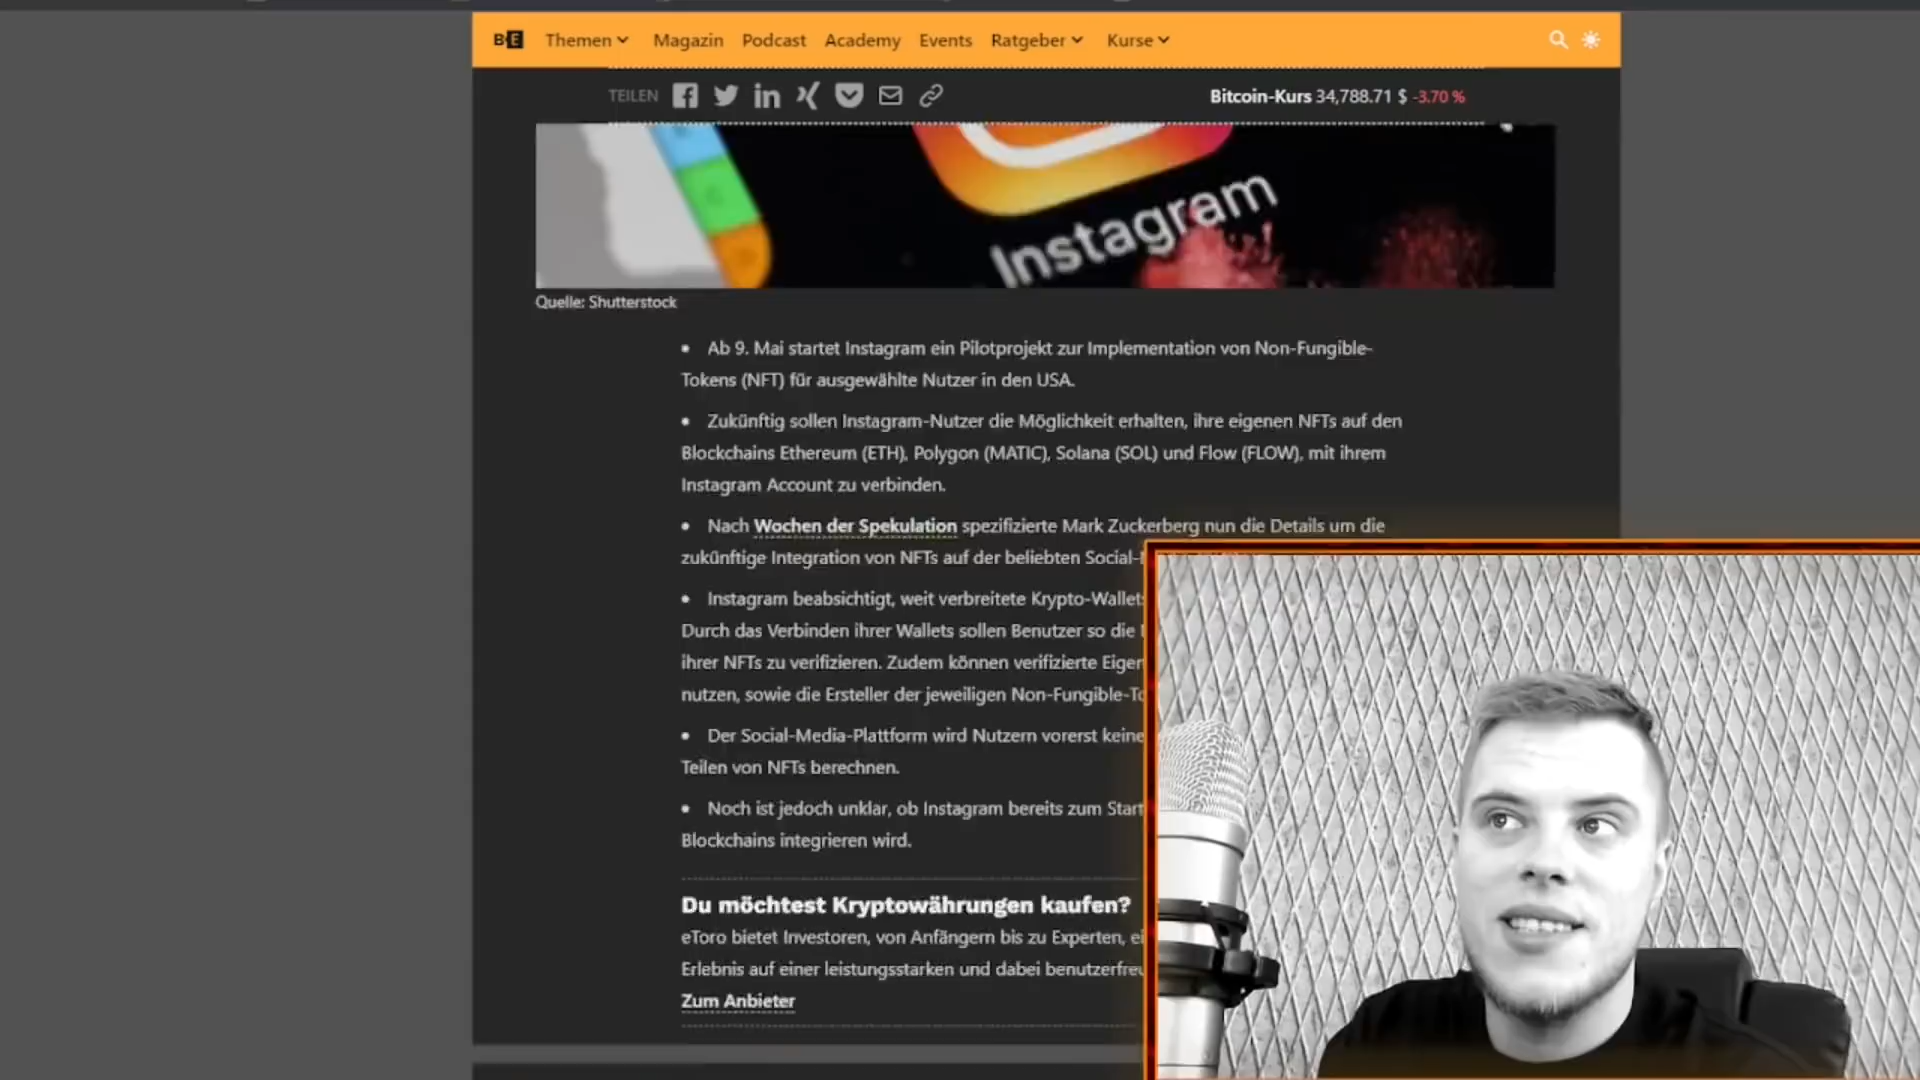 BE Themen Magazin Podcast Academy Events Ratgeber Kurse
TEILEN Bitcoin-Kurs 34,788.71 $ -3.70 %
Instagram
Quelle: Shutterstock
• Ab 9. Mai startet Instagram ein Pilotprojekt zur Implementation von Non-Fungible-
Tokens (NFT) für ausgewählte Nutzer in den USA.
• Zukünftig sollen Instagram-Nutzer die Möglichkeit erhalten, ihre eigenen NFTs auf den
Blockchains Ethereum (ETH), Polygon (MATIC), Solana (SOL) und Flow (FLOW), mit ihrem
Instagram Account zu verbinden.
• Nach Wochen der Spekulation spezifizierte Mark Zuckerberg nun die Details um die
zukünftige Integration von NFTs auf der beliebten Social-
• Instagram beabsichtigt, weit verbreitete Krypto-Wallets
Durch das Verbinden ihrer Wallets sollen Benutzer so die
ihrer NFTs zu verifizieren. Zudem können verifizierte
nutzen, sowie die Ersteller der jeweiligen
• Der Social-Media-Plattform wird Nutzern vorerst keine
Teilen von NFTs berechnen.
• Noch ist jedoch unklar, ob Instagram bereits zum Start
Blockchains integrieren wird.
Du möchtest Kryptowährungen kaufen?
eToro bietet Investoren, von Anfängern bis zu Experten,
Erlebnis auf einer leistungsstarken und dabei
Zum Anbieter